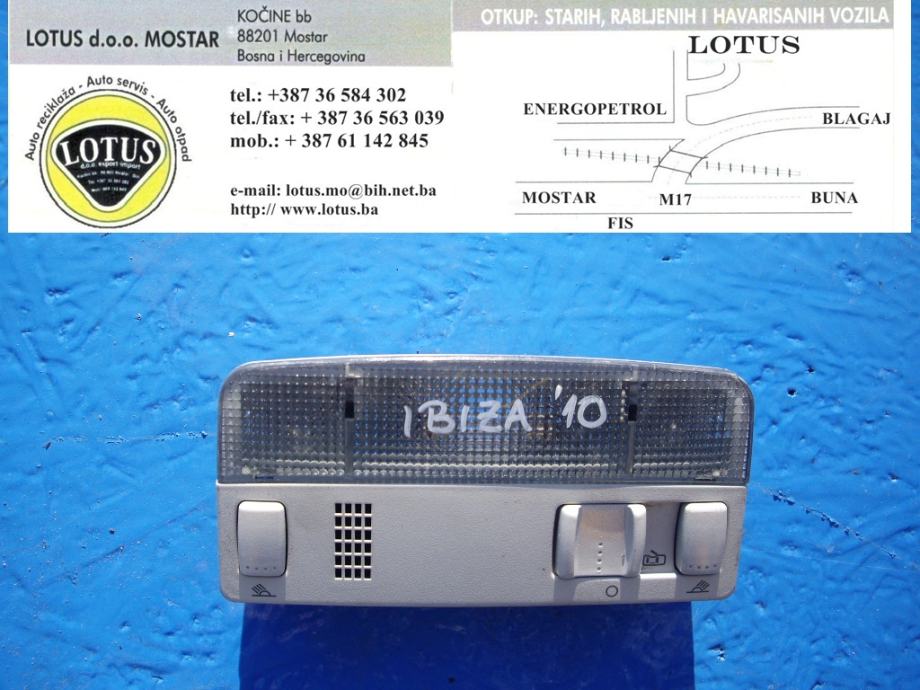 LOTUS d.o.o. MOSTAR
KOČINE bb
88201 Mostar
Bosna i Hercegovina
Auto reciklaža - Auto servis - Auto otpad
LOTUS
d.o.o. export-import
tel.: +387 36 584 302
tel./fax: + 387 36 563 039
mob.: + 387 61 142 845
e-mail: lotus.mo@bih.net.ba
http// www.lotus.ba
OTKUP: STARIH, RABLJENIH I HAVARISANIH VOZILA
LOTUS
ENERGOPETROL
BLAGAJ
MOSTAR
M17
BUNA
FIS
IBIZA '10